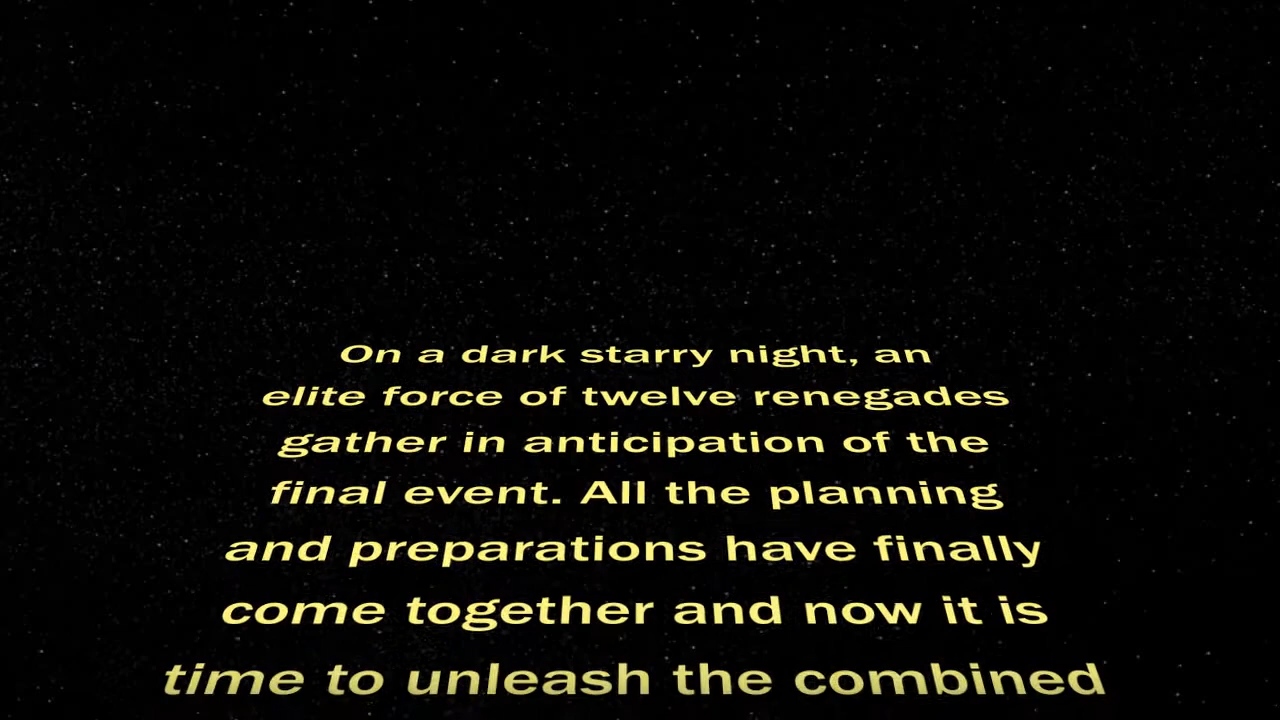 On a dark starry night, an
elite force of twelve renegades
gather in anticipation of the
final event. All the planning
and preparations have finally
come together and now it is
time to unleash the combined